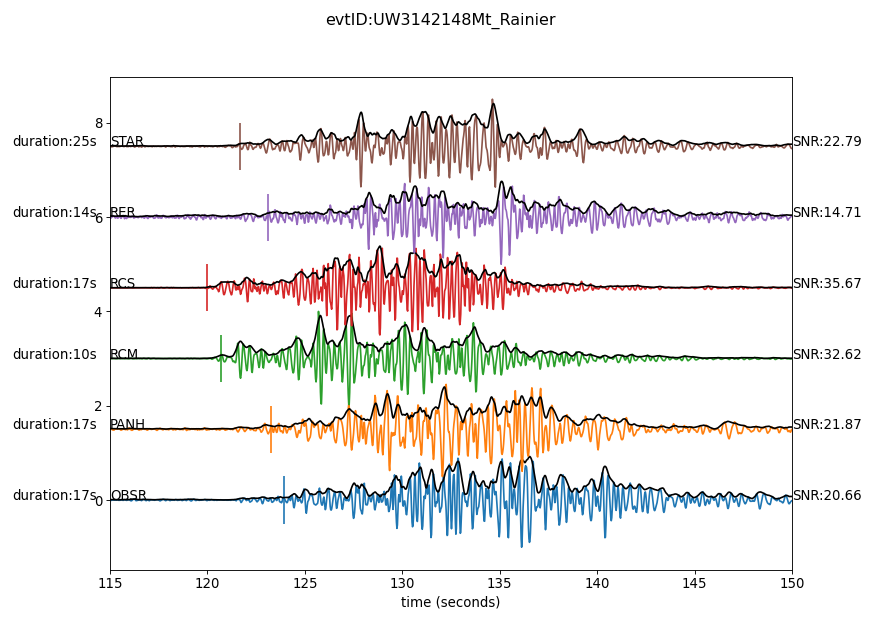 evtID:UW3142148Mt_Rainier
8
duration:25s STAR SNR:22.79
duration:14s RER SNR:14.71
6
duration:17s RCS SNR:35.67
4
duration:10s RCM SNR:32.62
2
duration:17s PANH SNR:21.87
duration:17s OBSR SNR:20.66
0
115 120 125 130 135 140 145 150
time (seconds)